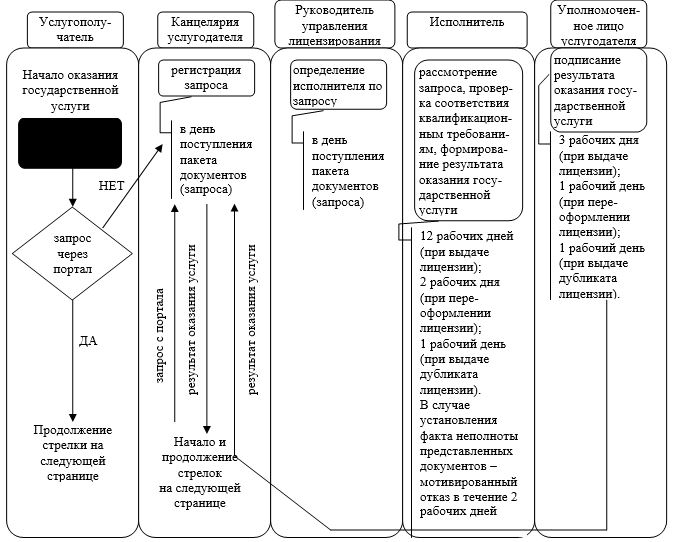 Услугополу-
чатель
Канцелярия
услугодателя
Руководитель
управления
лицензирования
Исполнитель
Уполномочен-
ное лицо
услугодателя
Начало оказания
государственной
услуги
НЕТ
запрос
через
портал
ДА
Продолжение
стрелки на
следующей
странице
регистрация
запроса
в день
поступления
пакета
документов
(запроса)
запрос с портала
результат оказания услуги
результат оказания услуги
Начало и
продолжение
стрелок
на следующей
странице
определение
исполнителя по
запросу
в день
поступления
пакета
документов
(запроса)
рассмотрение
запроса, провер-
ка соответствия
квалификацион-
ным требовани-
ям, формирова-
ние результата
оказания госу-
дарственной
услуги
12 рабочих дней
(при выдаче
лицензии);
2 рабочих дня
(при пере-
оформлении
лицензии);
1 рабочий день
(при выдаче
дубликата
лицензии).
В случае
установления
факта неполноты
представленных
документов –
мотивированный
отказ в течение 2
рабочих дней
подписание
результата
оказания госу-
дарственной
услуги
3 рабочих дня
(при выдаче
лицензии);
1 рабочий день
(при пере-
оформлении
лицензии);
1 рабочий день
(при выдаче
дубликата
лицензии).